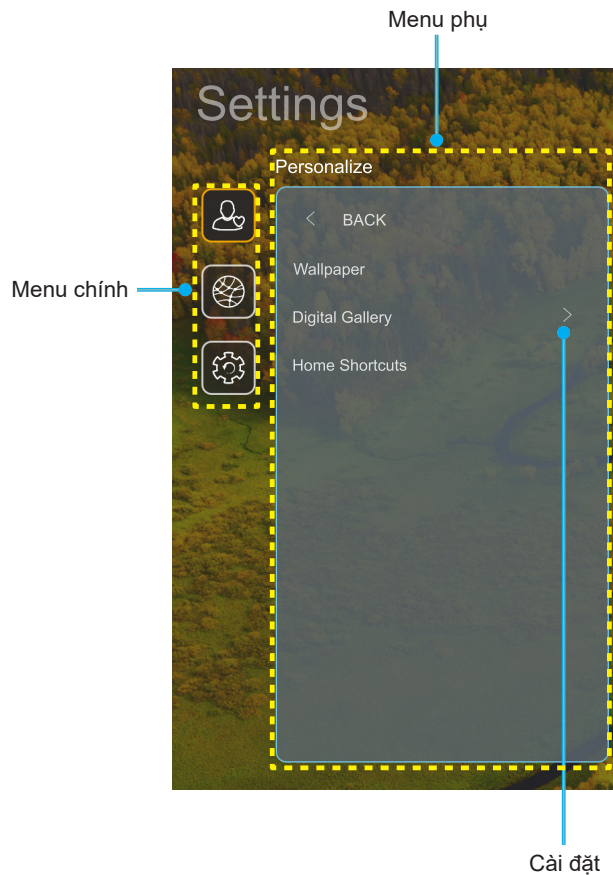 Menu phụ
Settings
Personalize
BACK
Wallpaper
Menu chính
Digital Gallery
Home Shortcuts
Cài đặt